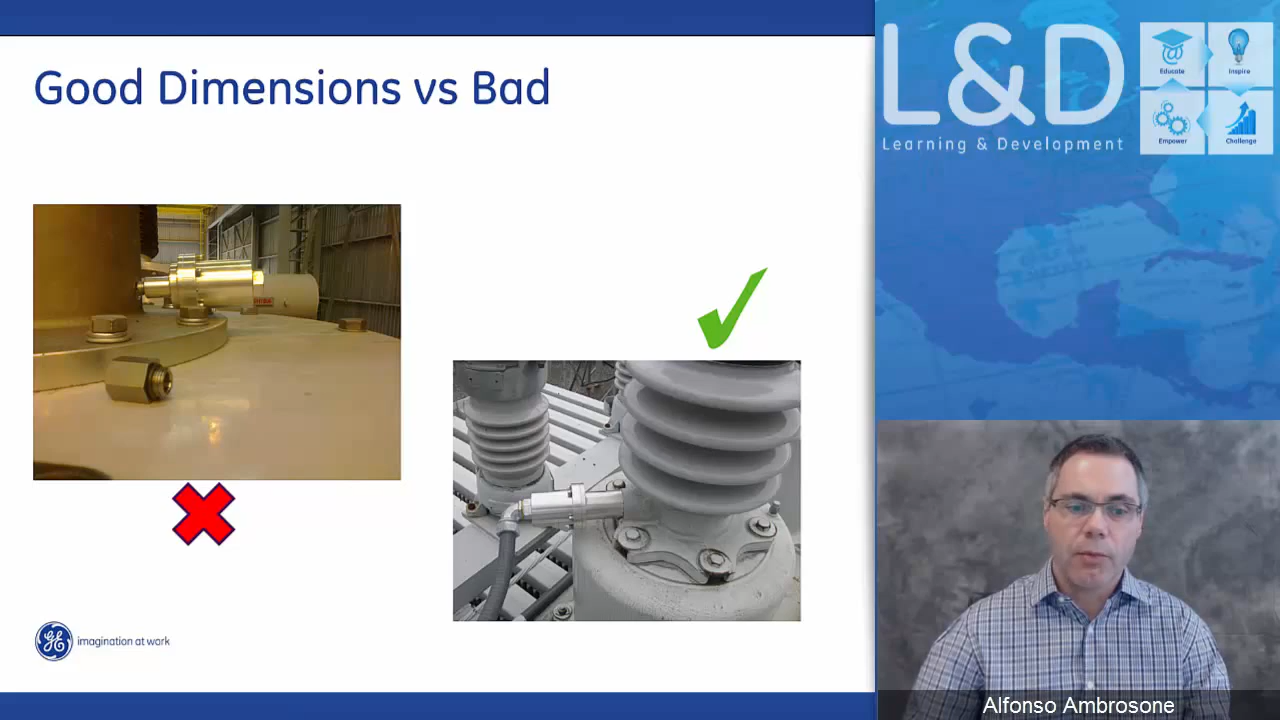 Good Dimensions vs Bad
imagination at work
L&D
Learning & Development
Educate
Inspire
Empower
Challenge
Alfonso Ambrosone